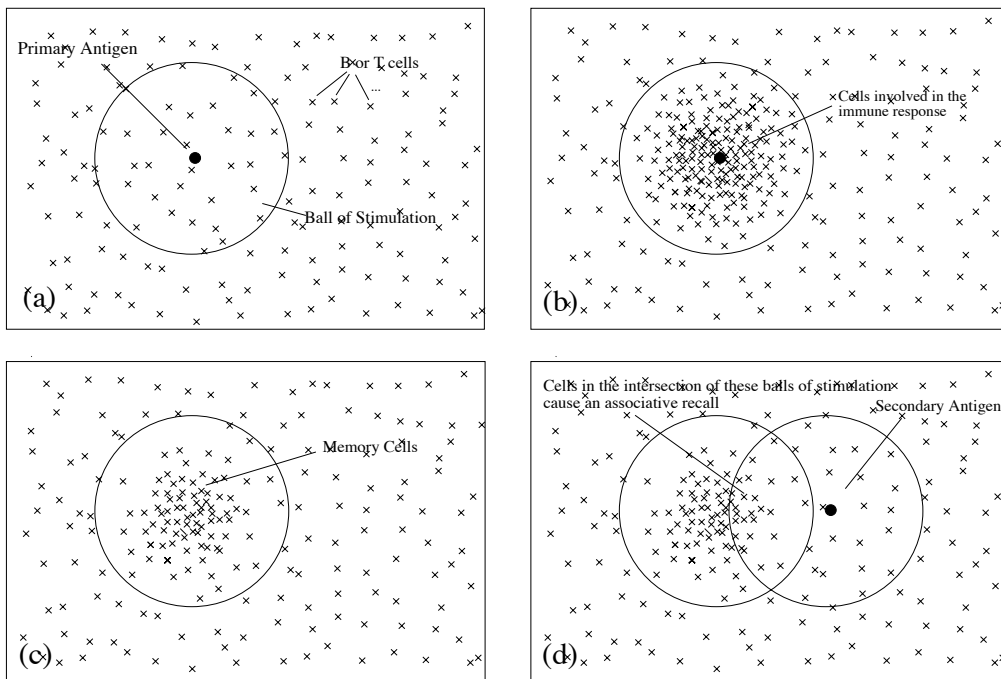 Primary Antigen
B or T cells
...
Ball of Stimulation
(a)
Cells involved in the
immune response
(b)
Memory Cells
(c)
Cells in the intersection of these balls of stimulation
cause an associative recall
Secondary Antigen
(d)